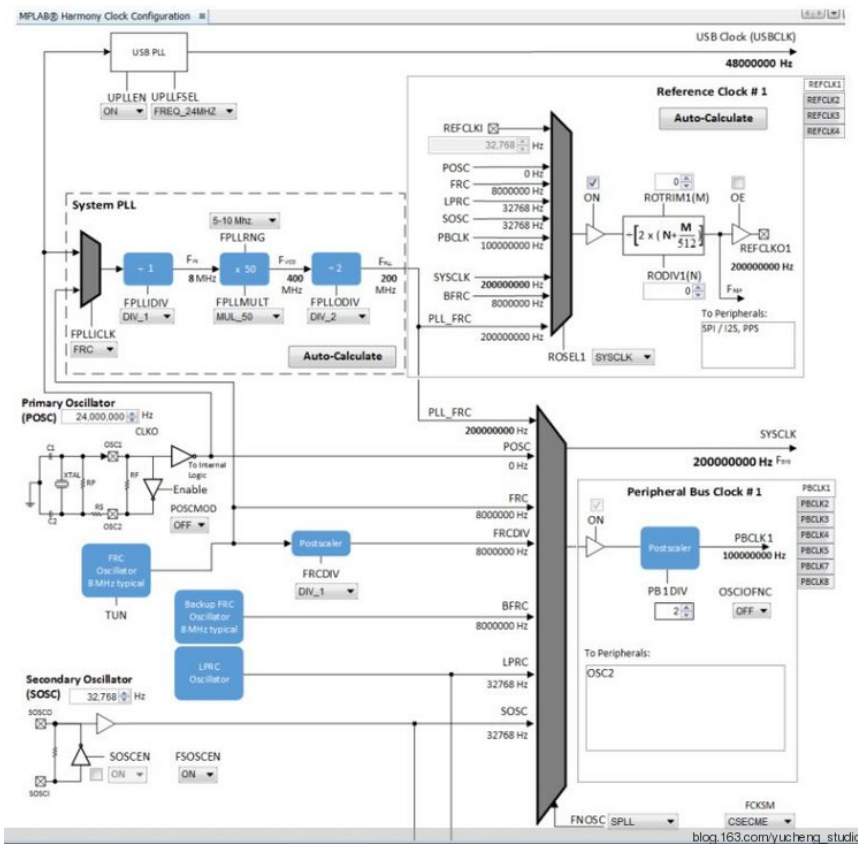 MPLAB® Harmony Clock Configuration
USB PLL
USB Clock (USBCLK)
48000000 Hz
UPLLEN
ON
UPLLFSEL
FREQ_24MHZ
Reference Clock # 1
Auto-Calculate
REFCLK1
REFCLK2
REFCLK3
REFCLK4
REFCLKI
32,768 Hz
POSC
0 Hz
FRC
8000000 Hz
LPRC
32768 Hz
SOSC
32768 Hz
PBCLK
100000000 Hz
SYSCLK
200000000 Hz
BFRC
8000000 Hz
PLL_FRC
200000000 Hz
ON
0
ROTRIM1(M)
÷[2 x ( N+ M/512 ]
RODIV1(N)
0
OE
REFCLKO1
200000000 Hz
To Peripherals:
SPI / I2S, PPS
ROSEL1
SYSCLK
System PLL
5-10 Mhz
FPLLRNG
÷ 1
8 MHz
x 50
400
MHz
÷2
200
MHz
FPLLIDIV
DIV_1
FPLLMULT
MUL_50
FPLLODIV
DIV_2
FPLLICLK
FRC
Auto-Calculate
Primary Oscillator
(POSC) 24,000,000 Hz
CLKO
C1
OSC1
XTAL
RP
RF
RS
C2
OSC2
To Internal
Logic
Enable
POSCMOD
OFF
FRC
Oscillator
8 MHz typical
TUN
Postscaler
FRCDIV
DIV_1
Backup FRC
Oscillator
8 MHz typical
LPRC
Oscillator
Secondary Oscillator
(SOSC) 32,768 Hz
SOSCO
SOSCI
SOSCEN
ON
FSOSCEN
ON
PLL_FRC
200000000 Hz
POSC
0 Hz
FRC
8000000 Hz
FRCDIV
8000000 Hz
BFRC
8000000 Hz
LPRC
32768 Hz
SOSC
32768 Hz
SYSCLK
200000000 Hz
Peripheral Bus Clock # 1
PBCLK1
PBCLK2
PBCLK3
PBCLK4
PBCLK5
PBCLK7
PBCLK8
ON
Postscaler
PBCLK1
100000000 Hz
PB1DIV
2
OSCIOFNC
OFF
To Peripherals:
OSC2
FNOSC SPLL
FCKSM
CSECME
blog.163.com/yucheng_studio